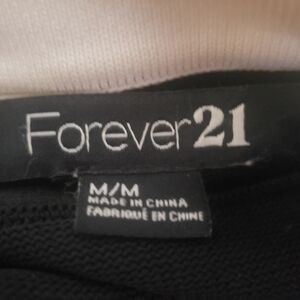 Forever21
M/M
MADE IN CHINA
FABRIQUÉ EN CHINE